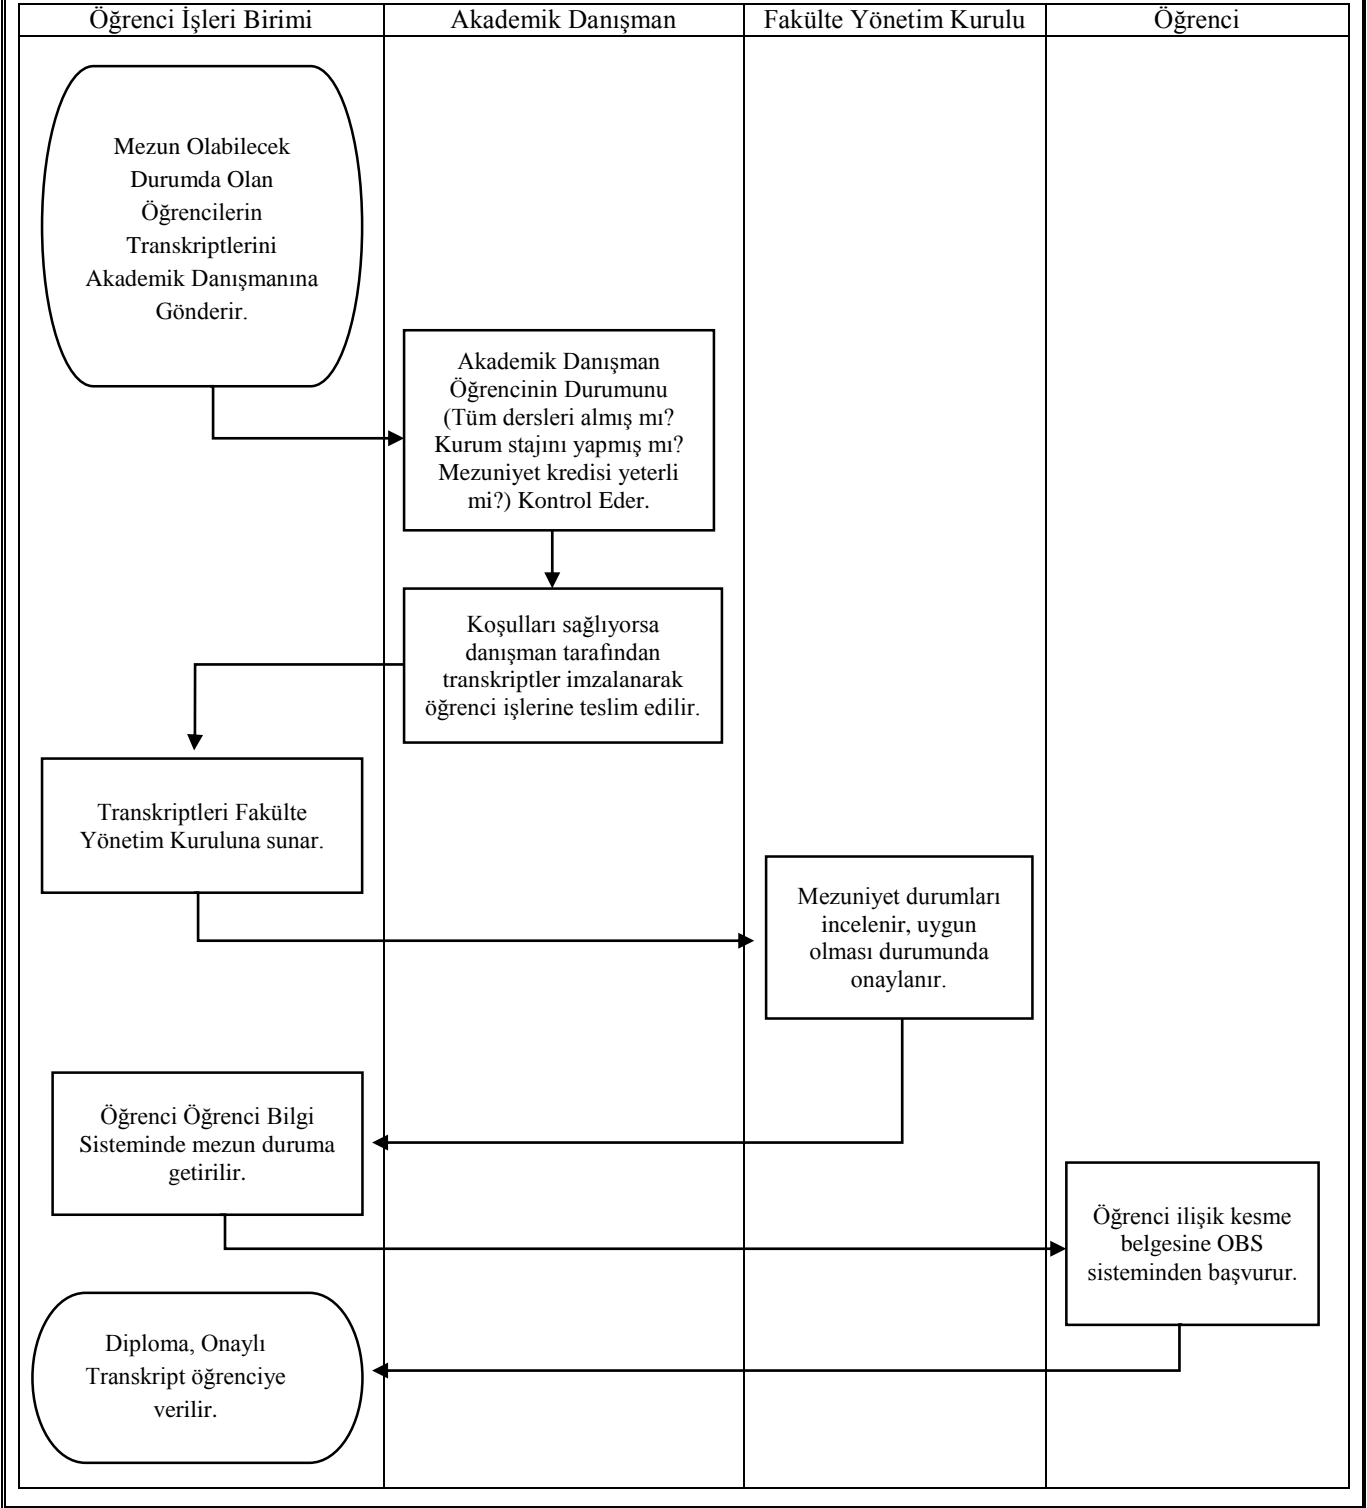 Öğrenci İşleri Birimi
Akademik Danışman
Fakülte Yönetim Kurulu
Öğrenci
Mezun Olabilecek
Durumda Olan
Öğrencilerin
Transkriptlerini
Akademik Danışmanına
Gönderir.
Akademik Danışman
Öğrencinin Durumunu
(Tüm dersleri almış mı?
Kurum stajını yapmış mı?
Mezuniyet kredisi yeterli
mi?) Kontrol Eder.
Koşulları sağlıyorsa
danışman tarafından
transkriptler imzalanarak
öğrenci işlerine teslim edilir.
Transkriptleri Fakülte
Yönetim Kuruluna sunar.
Mezuniyet durumları
incelenir, uygun
olması durumunda
onaylanır.
Öğrenci Öğrenci Bilgi
Sisteminde mezun duruma
getirilir.
Öğrenci ilişik kesme
belgesine OBS
sisteminden başvurur.
Diploma, Onaylı
Transkript öğrenciye
verilir.